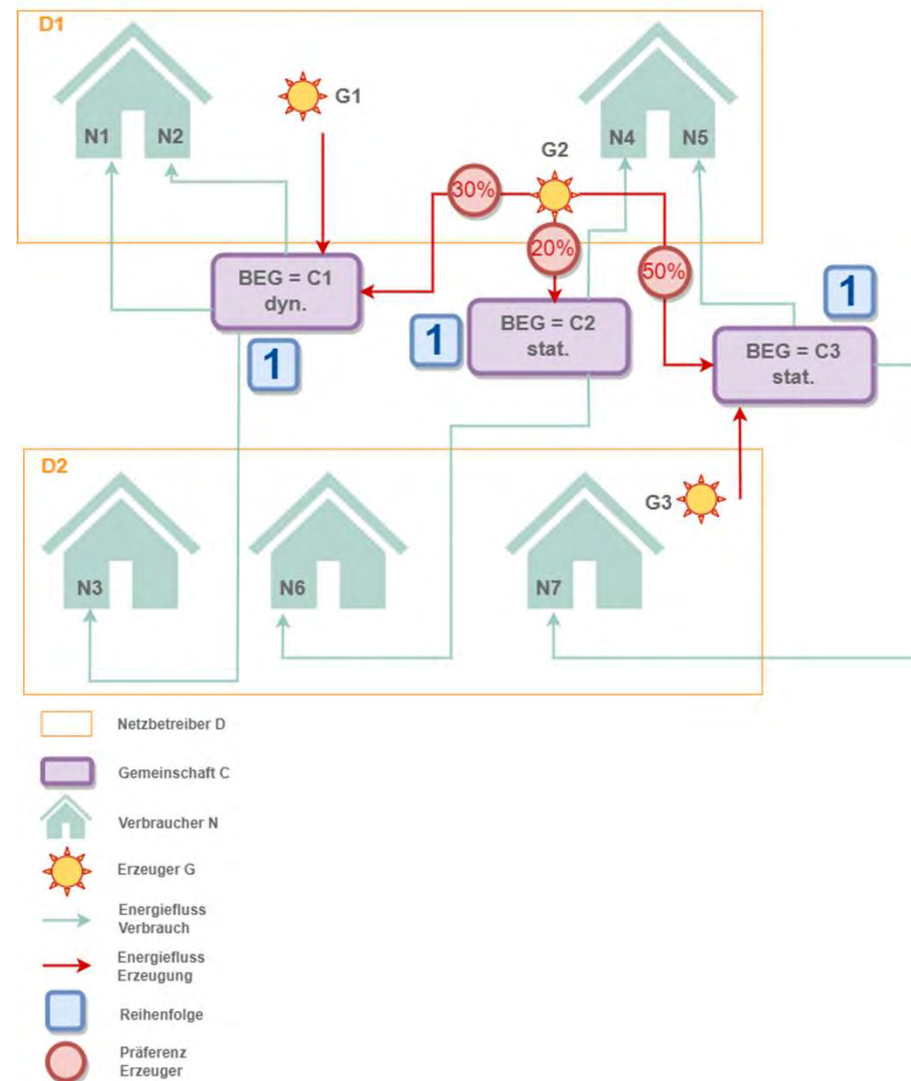 D1
G1
N1
N2
N4
N5
G2
30%
20%
50%
BEG = C1
dyn.
1
BEG = C2
stat.
1
BEG = C3
stat.
1
D2
G3
N3
N6
N7
Netzbetreiber D
Gemeinschaft C
Verbraucher N
Erzeuger G
Energiefluss
Verbrauch
Energiefluss
Erzeugung
Reihenfolge
Präferenz
Erzeuger